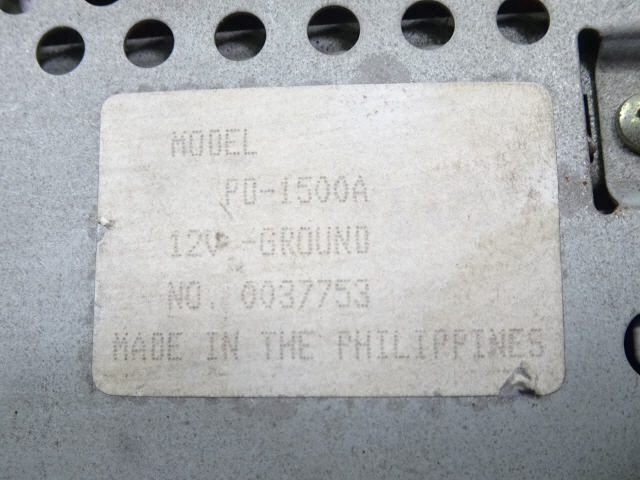 MODEL
PD-1500A
12V -GROUND
NO. 0037753
MADE IN THE PHILIPPINES